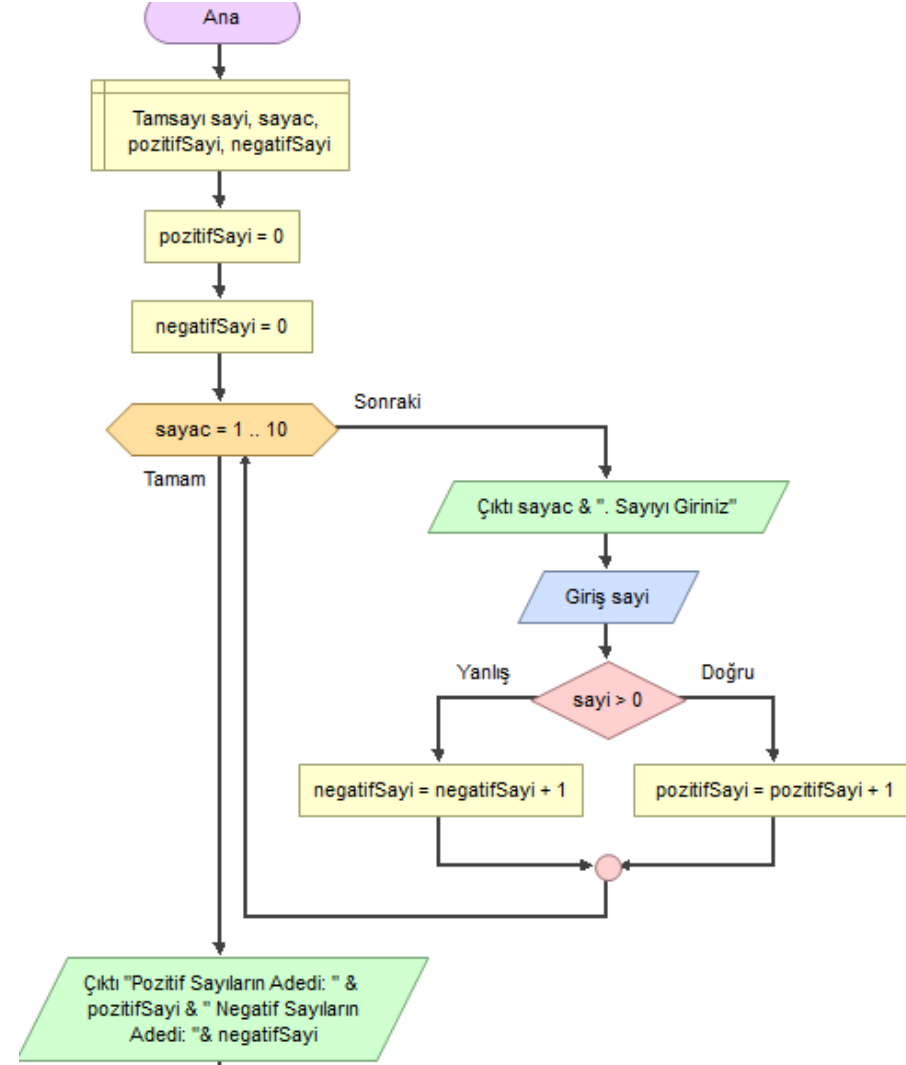 Ana
Tamsayı sayi, sayac,
pozitifSayi, negatifSayi
pozitifSayi = 0
negatifSayi = 0
sayac = 1 .. 10
Sonraki
Tamam
Çıktı sayac & ". Sayıyı Giriniz"
Giriş sayi
Yanlış
sayi > 0
Doğru
negatifSayi = negatifSayi + 1
pozitifSayi = pozitifSayi + 1
Çıktı "Pozitif Sayıların Adedi: " &
pozitifSayi & " Negatif Sayıların
Adedi: "& negatifSayi